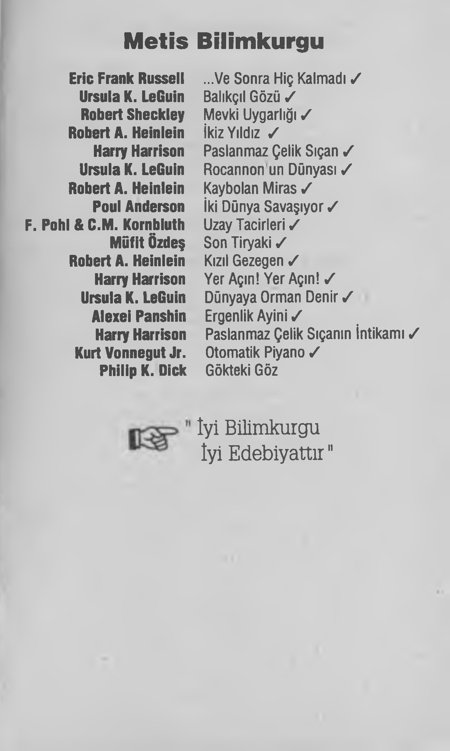 Metis Bilimkurgu
Eric Frank Russell ...Ve Sonra Hiç Kalmadı ✓
Ursula K. LeGuin Balıkçıl Gözü ✓
Robert Sheckley Mevki Uygarlığı ✓
Robert A. Heinlein İkiz Yıldız ✓
Harry Harrison Paslanmaz Çelik Sıçan ✓
Ursula K. LeGuin Rocannon'un Dünyası ✓
Robert A. Heinlein Kaybolan Miras ✓
Poul Anderson İki Dünya Savaşıyor ✓
F. Pohl & C.M. Kornbluth Uzay Tacirleri ✓
Müfit Özdeş Son Tiryaki ✓
Robert A. Heinlein Kızıl Gezegen ✓
Harry Harrison Yer Açın! Yer Açın! ✓
Ursula K. LeGuin Dünyaya Orman Denir ✓
Alexei Panshin Ergenlik Ayini ✓
Harry Harrison Paslanmaz Çelik Sıçanın İntikamı ✓
Kurt Vonnegut Jr. Otomatik Piyano ✓
Philip K. Dick Gökteki Göz
☞ " İyi Bilimkurgu
İyi Edebiyattır "